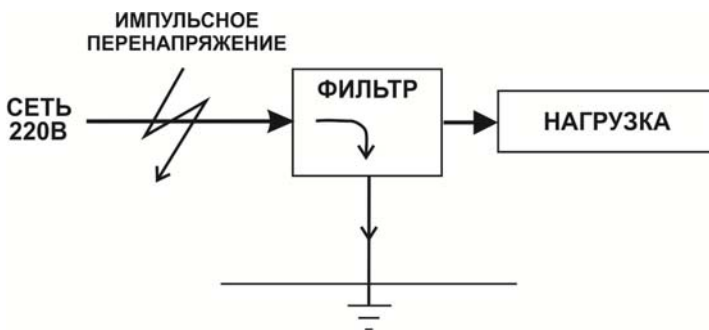 ИМПУЛЬСНОЕ
ПЕРЕНАПРЯЖЕНИЕ
СЕТЬ
220В
ФИЛЬТР
НАГРУЗКА